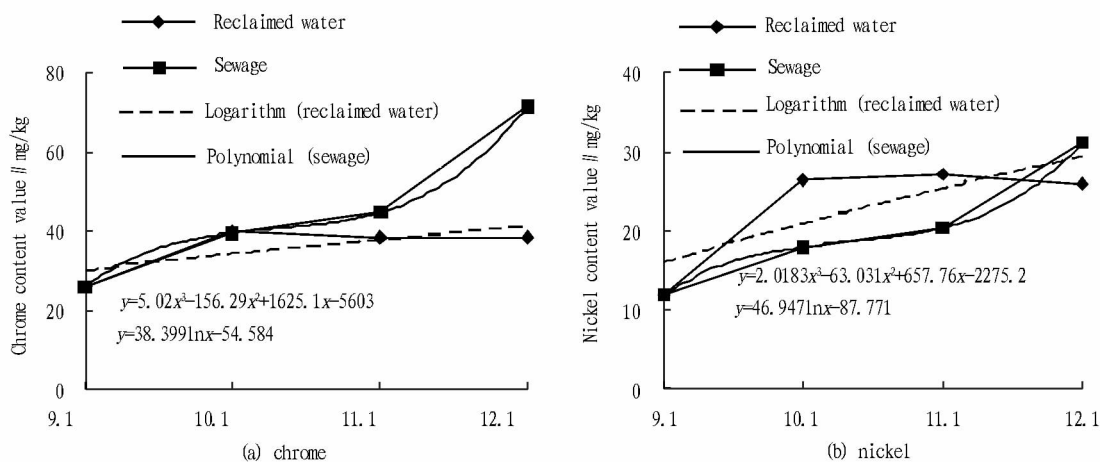 Reclaimed water
Sewage
Logarithm (reclaimed water)
Polynomial (sewage)
Chrome content value // mg/kg
80
60
40
20
0
y=5.02x³−156.29x²+1625.1x−5603
y=38.399lnx−54.584
9.1 10.1 11.1 12.1
(a) chrome
Reclaimed water
Sewage
Logarithm (reclaimed water)
Polynomial (sewage)
Nickel content value // mg/kg
40
30
20
10
0
y=2.0183x³−63.031x²+657.76x−2275.2
y=46.947lnx−87.771
9.1 10.1 11.1 12.1
(b) nickel